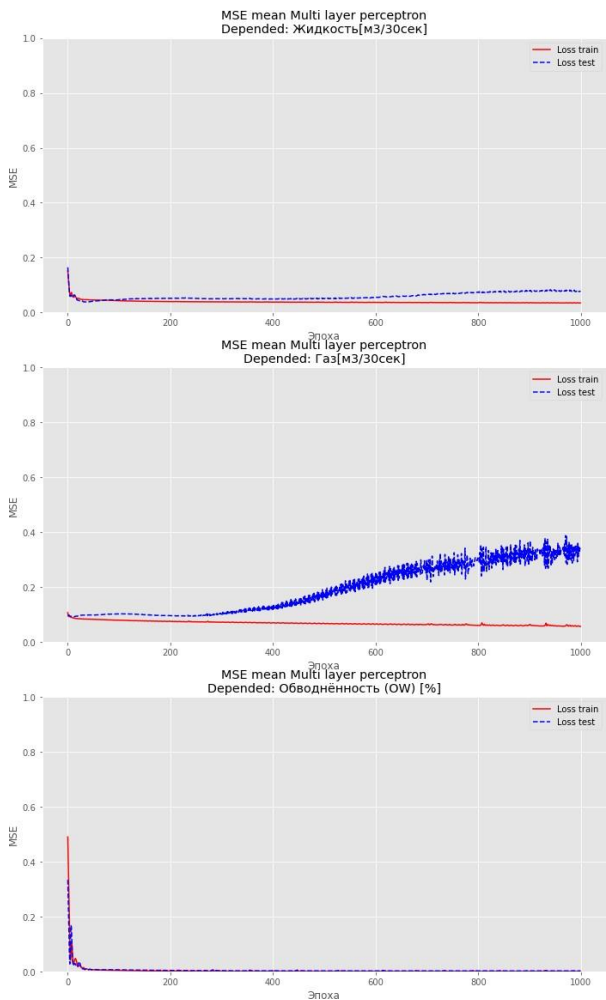 MSE mean Multi layer perceptron
Depended: Жидкость[м3/30сек]
1.0
0.8
0.6
0.4
0.2
0.0
MSE
Loss train
Loss test
0 200 400 600 800 1000
Эпоха
MSE mean Multi layer perceptron
Depended: Газ[м3/30сек]
1.0
0.8
0.6
0.4
0.2
0.0
MSE
Loss train
Loss test
0 200 400 600 800 1000
Эпоха
MSE mean Multi layer perceptron
Depended: Обводнённость (OW) [%]
1.0
0.8
0.6
0.4
0.2
0.0
MSE
Loss train
Loss test
0 200 400 600 800 1000
Эпоха